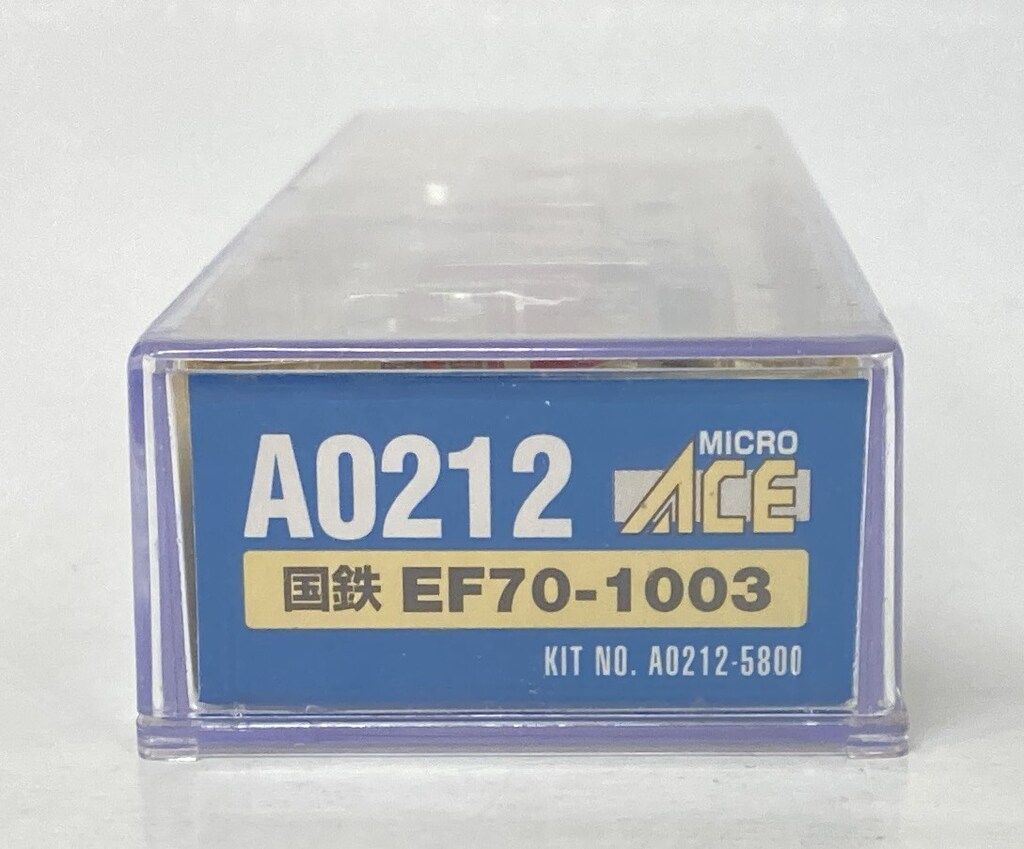 A0212
MICRO
ACE
国鉄 EF70-1003
KIT NO. A0212-5800